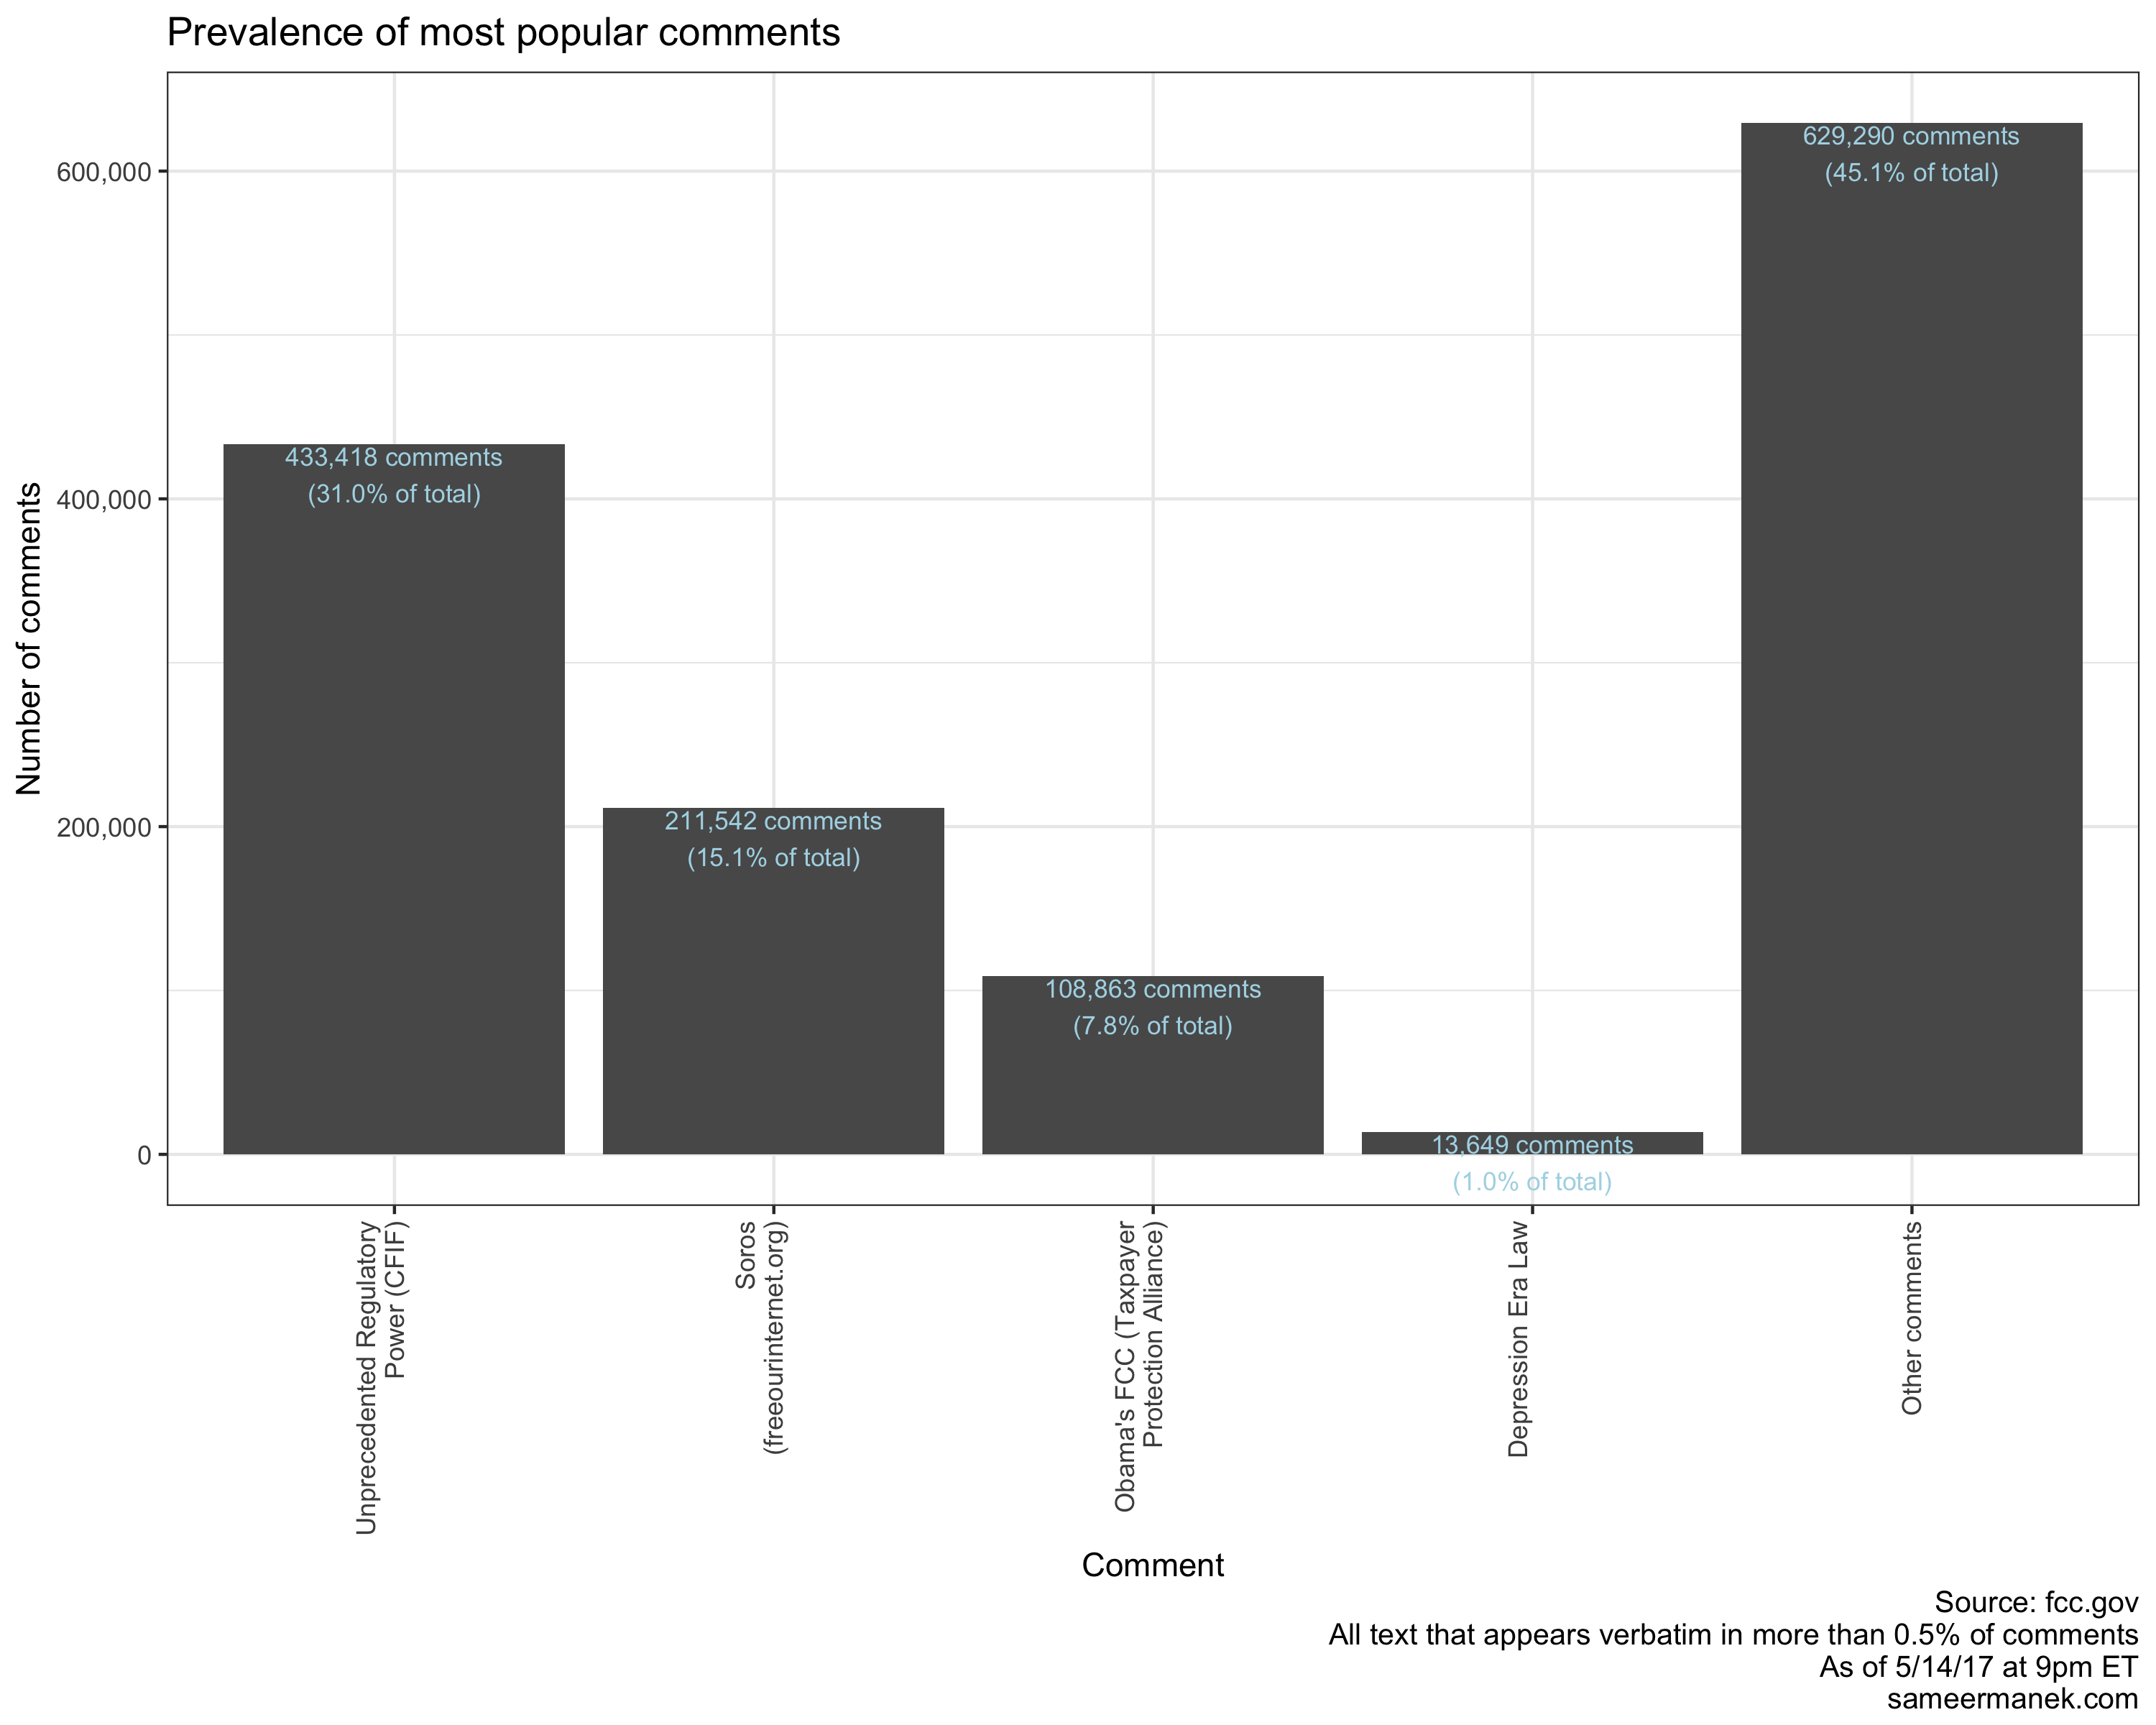 Prevalence of most popular comments
Number of comments
600,000
400,000
200,000
0
433,418 comments
(31.0% of total)
211,542 comments
(15.1% of total)
108,863 comments
(7.8% of total)
13,649 comments
(1.0% of total)
629,290 comments
(45.1% of total)
Unprecedented Regulatory
Power (CFIF)
Soros
(freeourinternet.org)
Obama's FCC (Taxpayer
Protection Alliance)
Depression Era Law
Other comments
Comment
Source: fcc.gov
All text that appears verbatim in more than 0.5% of comments
As of 5/14/17 at 9pm ET
sameermanek.com